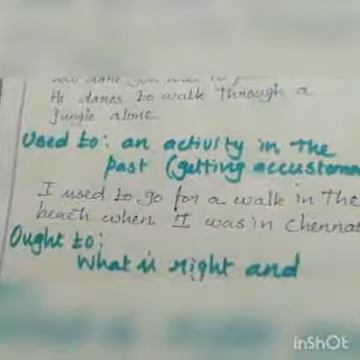 He dares to walk through a
jungle alone.
Used to: an activity in the
past (getting accustom
I used to go for a walk in the
beach when I was in Chennai
Ought to:
What is right and
InShOt